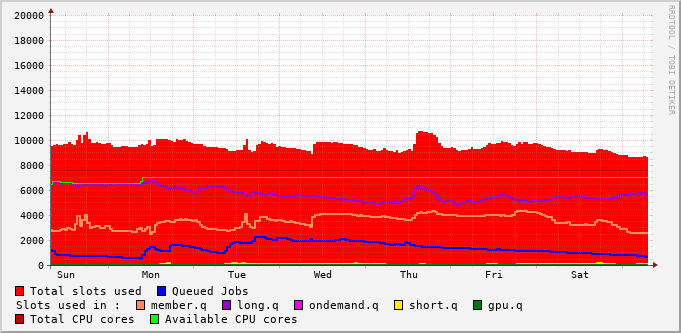 20000
18000
16000
14000
12000
10000
8000
6000
4000
2000
0
Sun Mon Tue Wed Thu Fri Sat
Total slots used Queued Jobs
Slots used in : member.q long.q ondemand.q short.q gpu.q
Total CPU cores Available CPU cores
RRDTOOL / TOBI OETIKER